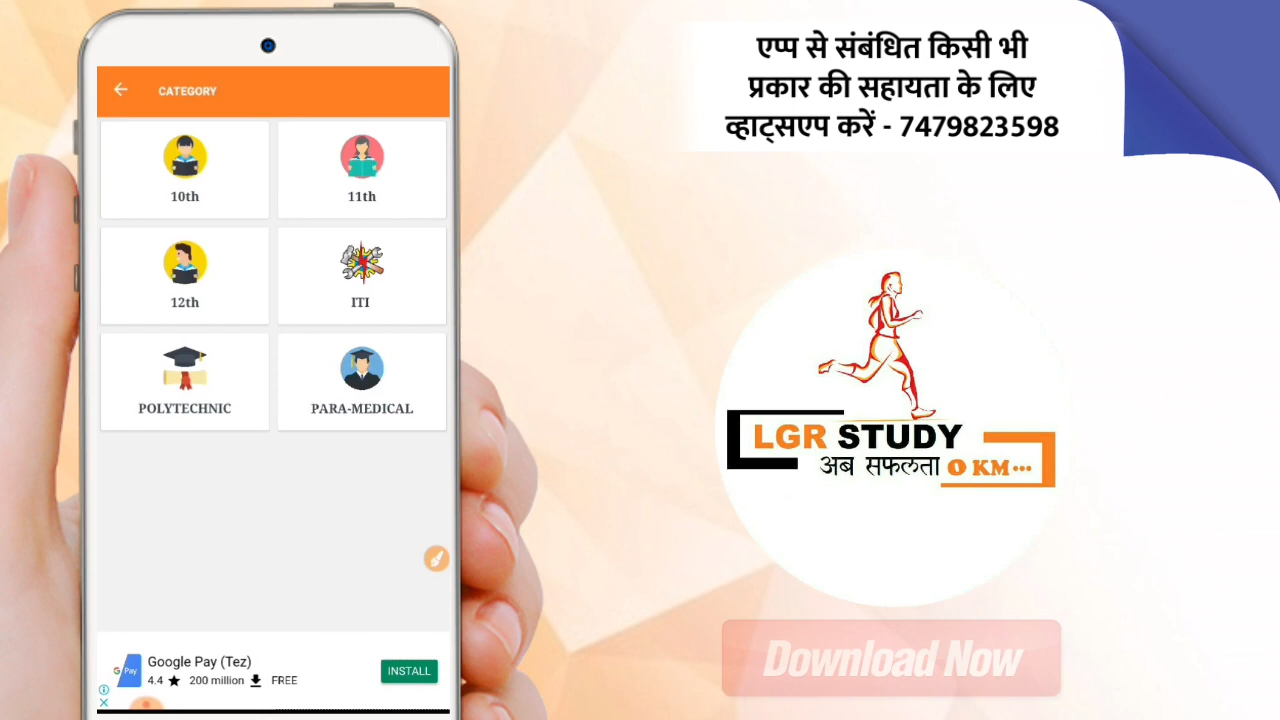 CATEGORY
10th
11th
12th
ITI
POLYTECHNIC
PARA-MEDICAL
Google Pay (Tez)
4.4 ★ 200 million FREE
INSTALL
G Pay
एप्प से संबंधित किसी भी
प्रकार की सहायता के लिए
व्हाट्सएप करें - 7479823598
LGR STUDY
अब सफलता 0 KM...
Download Now